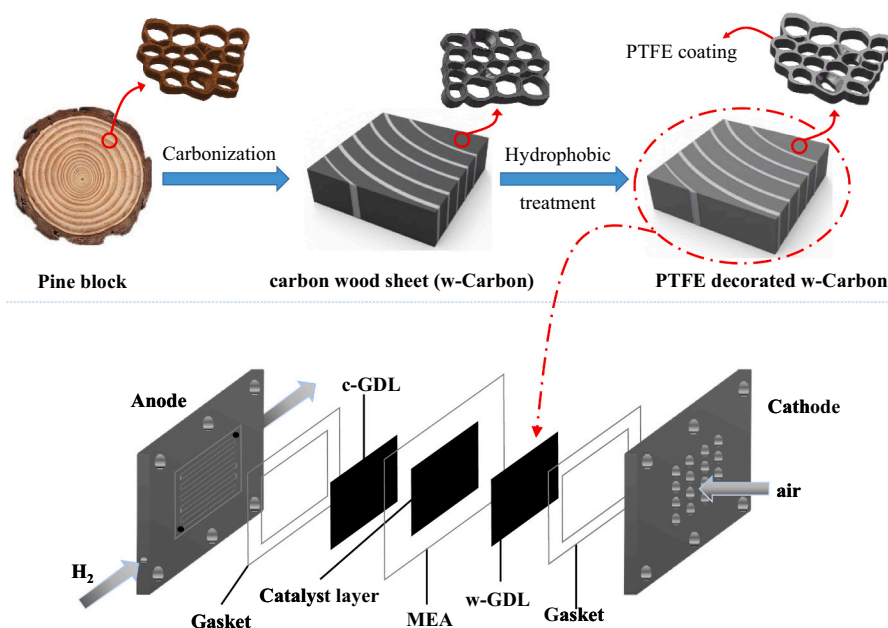 PTFE coating
Carbonization
Hydrophobic
treatment
Pine block
carbon wood sheet (w-Carbon)
PTFE decorated w-Carbon
Anode
c-GDL
Cathode
air
H₂
Gasket
Catalyst layer
MEA
w-GDL
Gasket